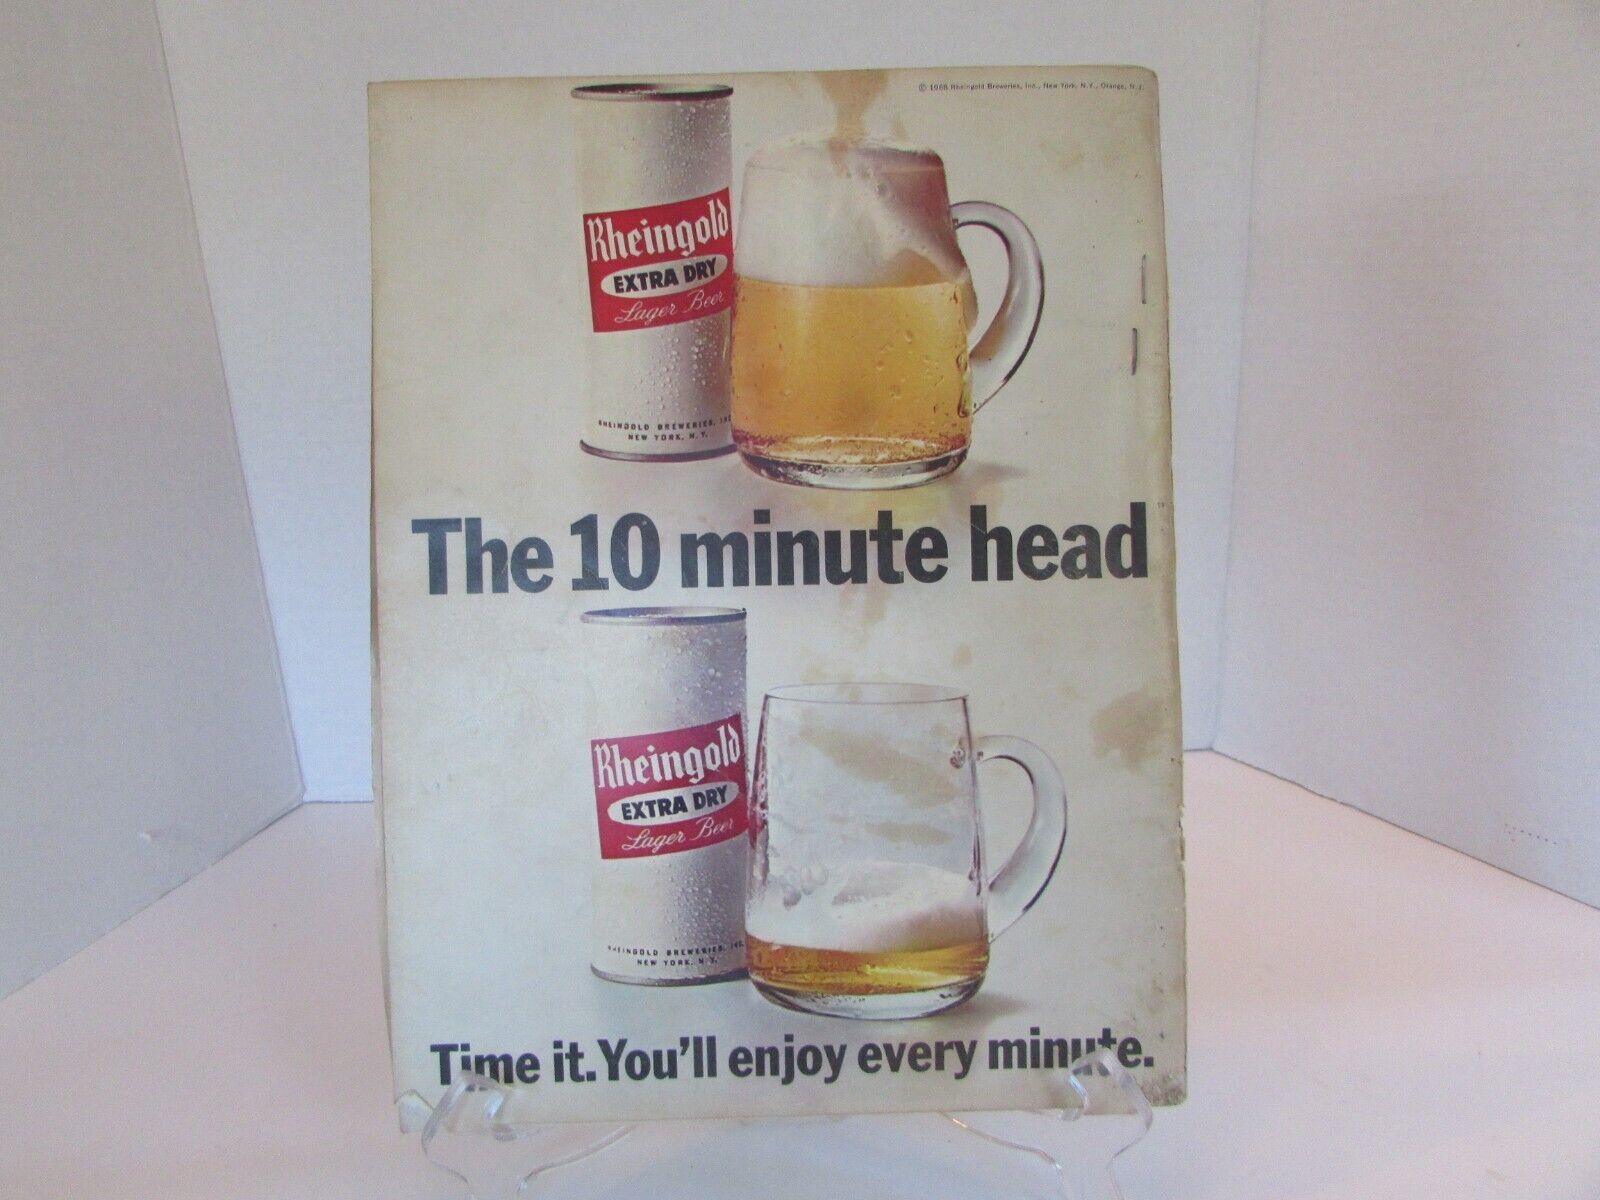 © 1968 Rheingold Breweries, Inc., New York, N.Y., Orange, N.J.
Rheingold
EXTRA DRY
Lager Beer
RHEINGOLD BREWERIES, INC
NEW YORK, N.Y.
The 10 minute head
Rheingold
EXTRA DRY
Lager Beer
RHEINGOLD BREWERIES, INC.
NEW YORK, N.Y.
Time it. You'll enjoy every minute.